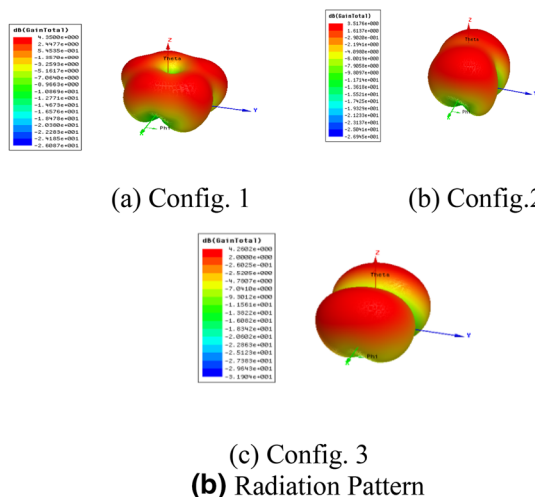 dB(GainTotal)
4.3500e+000
2.4477e+000
5.4535e-001
-1.3570e+000
-3.2593e+000
-5.1617e+000
-7.0640e+000
-8.9663e+000
-1.0869e+001
-1.2771e+001
-1.4673e+001
-1.6576e+001
-1.8478e+001
-2.0380e+001
-2.2283e+001
-2.4185e+001
-2.6087e+001
Z
Theta
Y
Phi
(a) Config. 1
dB(GainTotal)
3.5176e+000
1.6137e+000
-2.9020e-001
-2.1941e+000
-4.0980e+000
-6.0019e+000
-7.9058e+000
-9.8097e+000
-1.1714e+001
-1.3618e+001
-1.5521e+001
-1.7425e+001
-1.9329e+001
-2.1233e+001
-2.3137e+001
-2.5041e+001
-2.6945e+001
Z
Theta
Y
Phi
(b) Config.2
dB(GainTotal)
4.2602e+000
2.0000e+000
-2.6025e-001
-2.5205e+000
-4.7807e+000
-7.0410e+000
-9.3012e+000
-1.1561e+001
-1.3822e+001
-1.6082e+001
-1.8342e+001
-2.0602e+001
-2.2863e+001
-2.5123e+001
-2.7383e+001
-2.9643e+001
-3.1904e+001
Z
Theta
Y
Phi
(c) Config. 3
(b) Radiation Pattern